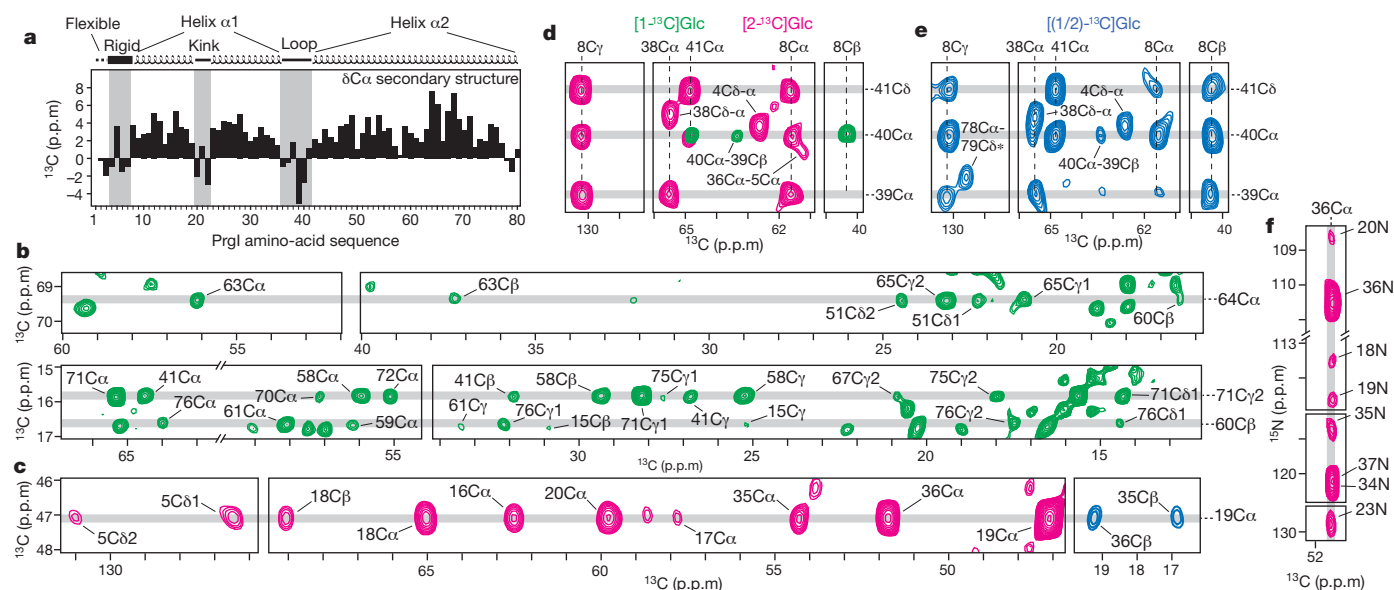 a
Flexible
Rigid
Helix α1
Kink
Loop
Helix α2
δCα secondary structure
¹³C (p.p.m)
8
6
4
2
0
−2
−4
1 10 20 30 40 50 60 70 80
PrgI amino-acid sequence
d
[1-¹³C]Glc
[2-¹³C]Glc
8Cγ
38Cα
41Cα
8Cα
8Cβ
4Cδ-α
38Cδ-α
40Cα-39Cβ
36Cα-5Cα
41Cδ
40Cα
39Cα
130
65
62
40
¹³C (p.p.m)
e
[(1/2)-¹³C]Glc
8Cγ
38Cα
41Cα
8Cα
8Cβ
4Cδ-α
38Cδ-α
78Cα-
79Cδ*
40Cα-39Cβ
41Cδ
40Cα
39Cα
130
65
62
40
¹³C (p.p.m)
b
¹³C (p.p.m)
69
70
63Cα
63Cβ
51Cδ2
65Cγ2
51Cδ1
65Cγ1
60Cβ
64Cα
60 55 40 35 30 25 20
¹³C (p.p.m)
15
16
17
71Cα
41Cα
76Cα
61Cα
70Cα
58Cα
72Cα
59Cα
41Cβ
61Cγ
76Cγ1
58Cβ
15Cβ
75Cγ1
71Cγ1
41Cγ
58Cγ
15Cγ
67Cγ2
75Cγ2
76Cγ2
71Cδ1
76Cδ1
71Cγ2
60Cβ
65 55 30 25 20 15
¹³C (p.p.m)
c
¹³C (p.p.m)
46
47
48
5Cδ2
5Cδ1
18Cβ
18Cα
16Cα
20Cα
17Cα
35Cα
36Cα
19Cα
36Cβ
35Cβ
19Cα
130 65 60 55 50 19 18 17
¹³C (p.p.m)
f
36Cα
¹⁵N (p.p.m)
109
110
113
120
130
20N
36N
18N
19N
35N
37N
34N
23N
52
¹³C (p.p.m)